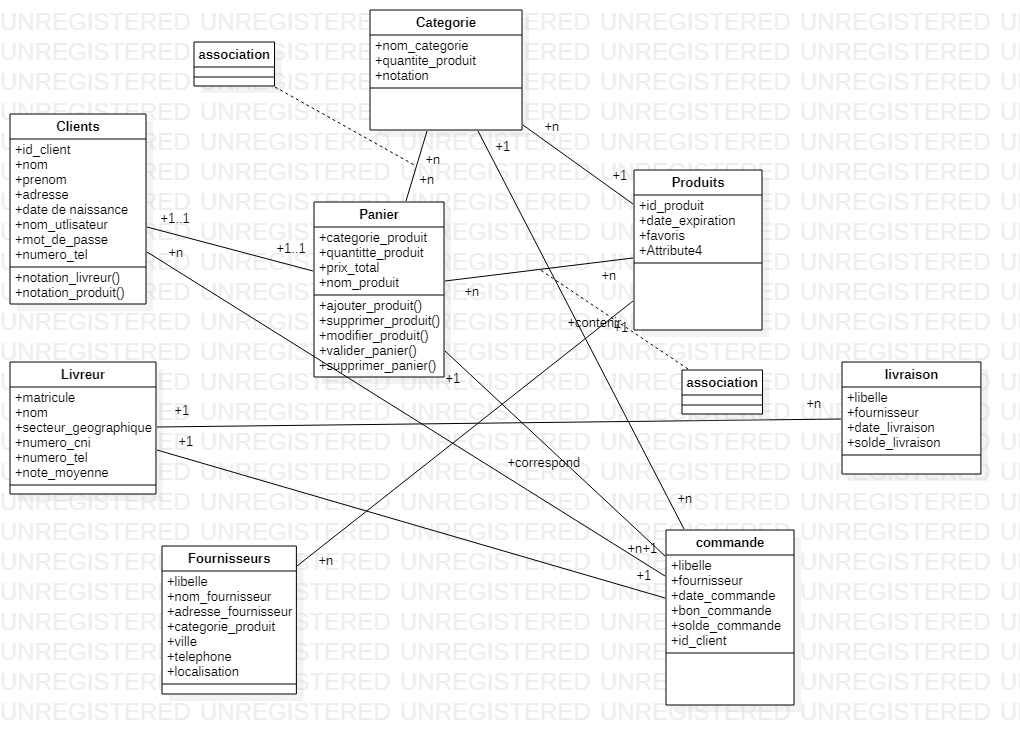 Categorie
+nom_categorie
+quantite_produit
+notation
association
Clients
+id_client
+nom
+prenom
+adresse
+date de naissance
+nom_utlisateur
+mot_de_passe
+numero_tel
+notation_livreur()
+notation_produit()
+n
+n
+1
+n
+1
Produits
+id_produit
+date_expiration
+favoris
+Attribute4
Panier
+categorie_produit
+quantitte_produit
+prix_total
+nom_produit
+ajouter_produit()
+supprimer_produit()
+modifier_produit()
+valider_panier()
+supprimer_panier()
+1..1
+1..1
+n
+n
+n
+contenir
+1
association
+1
Livreur
+matricule
+nom
+secteur_geographique
+numero_cni
+numero_tel
+note_moyenne
+1
+1
+n
livraison
+libelle
+fournisseur
+date_livraison
+solde_livraison
+correspond
+n
+n
+1
+1
Fournisseurs
+libelle
+nom_fournisseur
+adresse_fournisseur
+categorie_produit
+ville
+telephone
+localisation
+n
commande
+libelle
+fournisseur
+date_commande
+bon_commande
+solde_commande
+id_client
UNREGISTERED